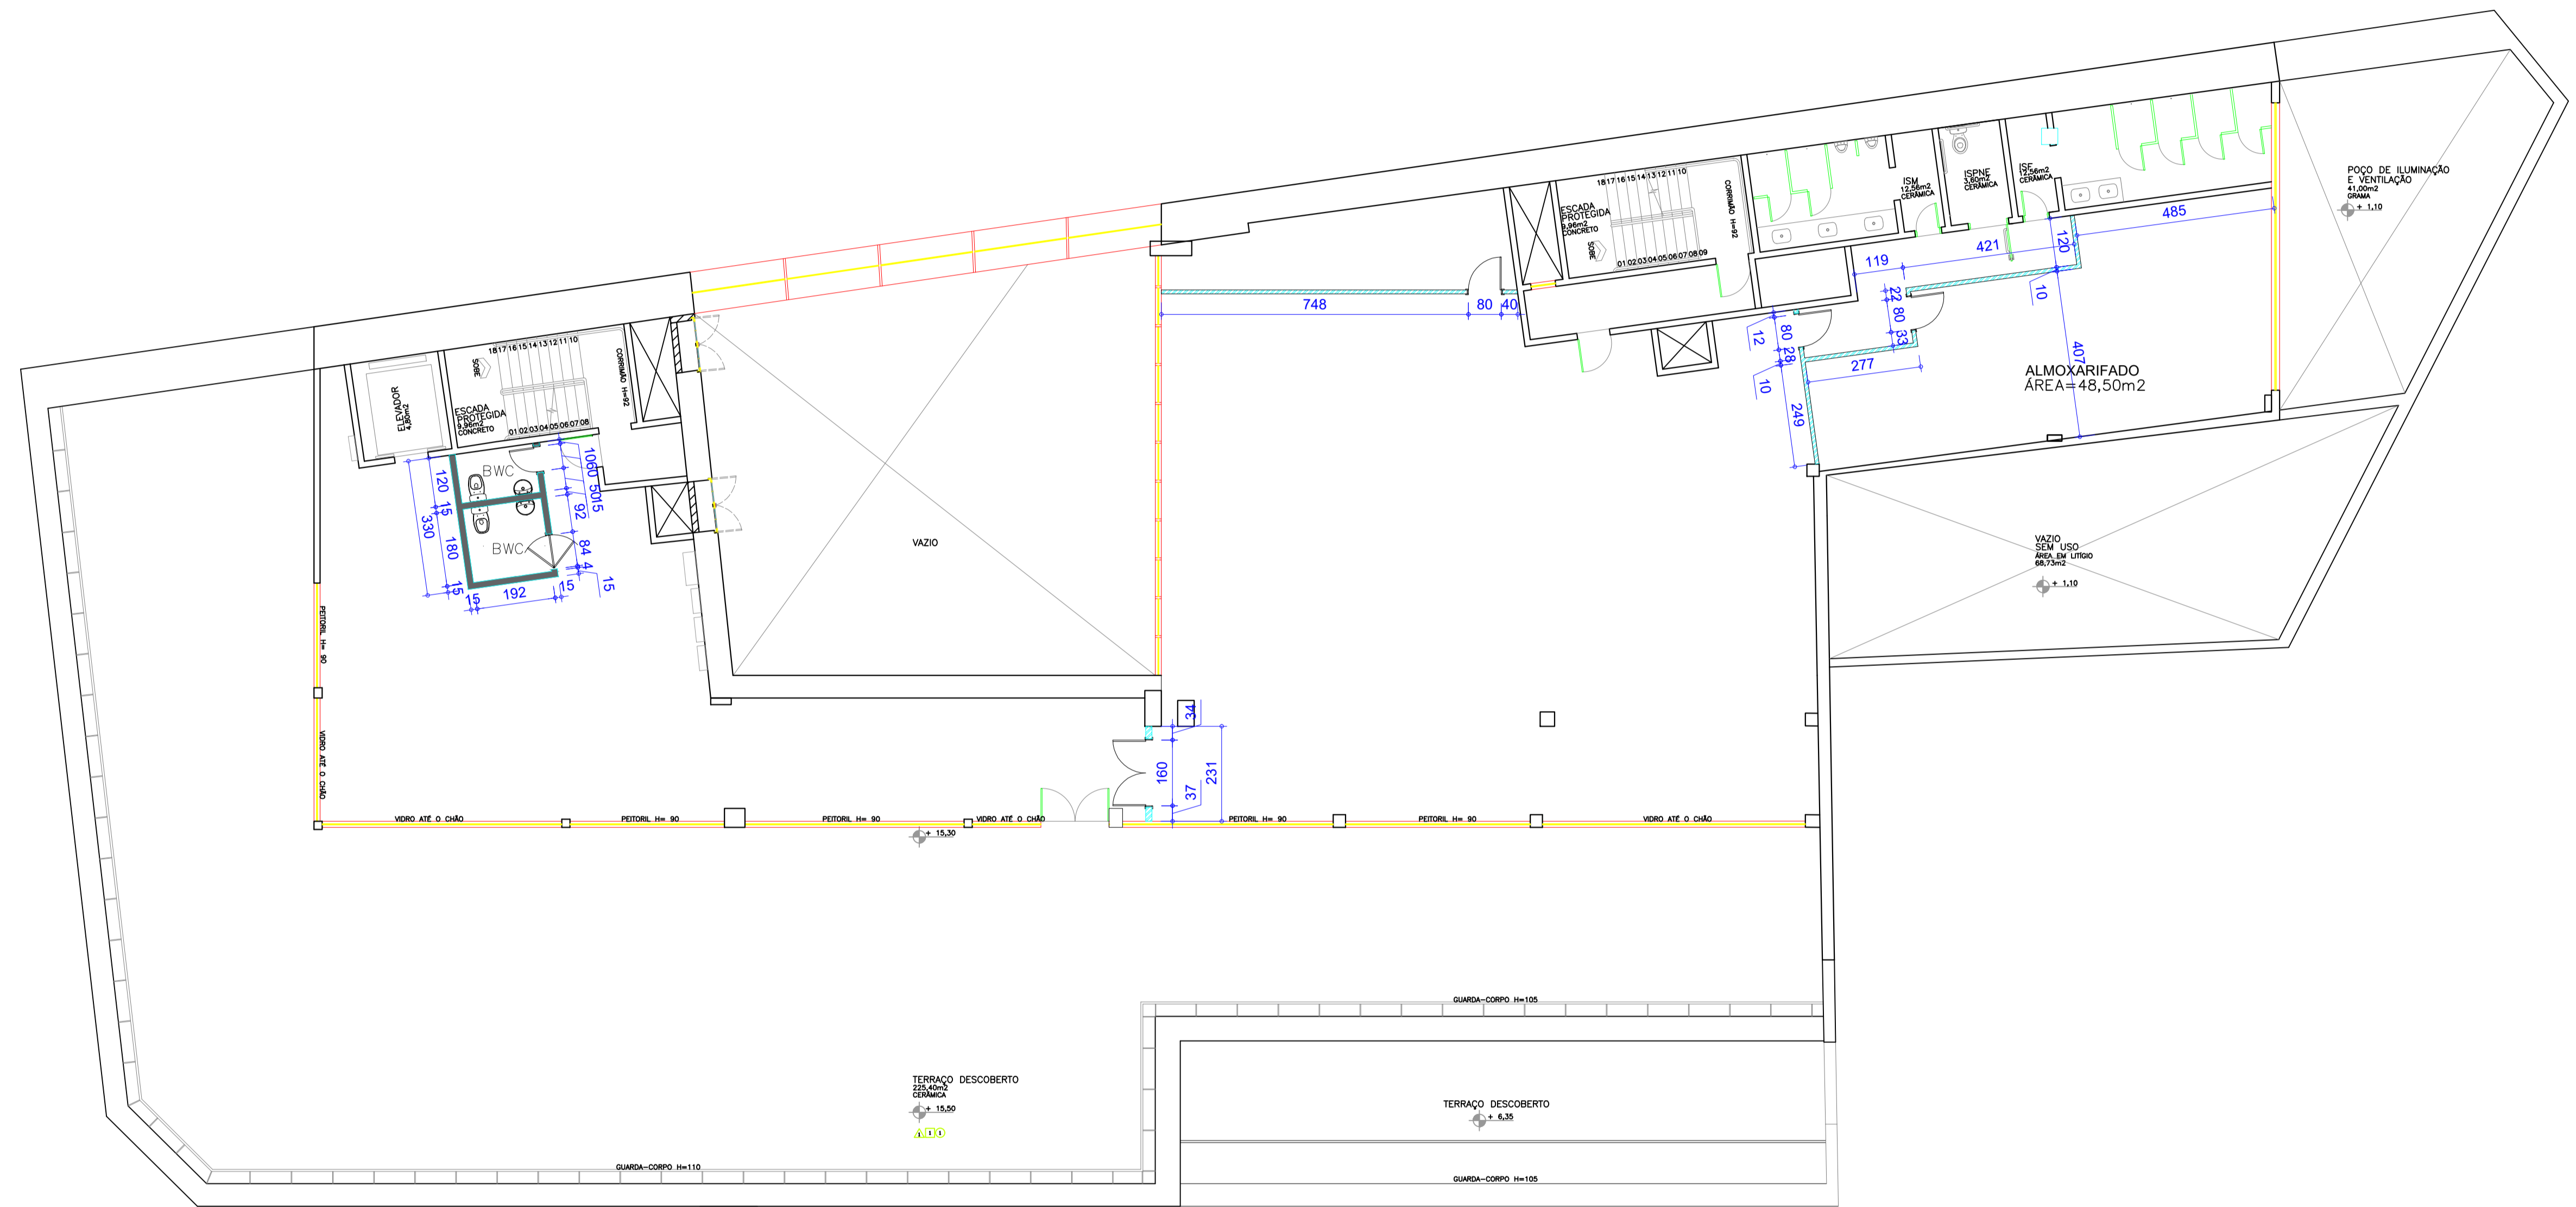 POÇO DE ILUMINAÇÃO
E VENTILAÇÃO
41,00m2
GRAMA
+ 1,10
ISM
12,56m2
CERÂMICA
ISPNE
3,60m2
CERÂMICA
ISF
12,56m2
CERÂMICA
ESCADA
PROTEGIDA
9,96m2
CONCRETO
SOBE
18 17 16 15 14 13 12 11 10
01 02 03 04 05 06 07 08 09
CORRIMÃO H=92
485
421
120
119
10
22
80
33
407
277
12
80
28
10
249
748
80
40
ALMOXARIFADO
ÁREA=48,50m2
ELEVADOR
4,80m2
SOBE
18 17 16 15 14 13 12 11 10
01 02 03 04 05 06 07 08
CORRIMÃO H=92
ESCADA
PROTEGIDA
9,96m2
CONCRETO
BWC
BWC
120
15
330
180
15
15
192
15
10
60
50
15
92
84
4
15
VAZIO
VAZIO
SEM USO
ÁREA EM LITÍGIO
68,73m2
+ 1,10
PEITORIL H= 90
VIDRO ATÉ O CHÃO
34
160
231
37
VIDRO ATÉ O CHÃO
PEITORIL H= 90
PEITORIL H= 90
VIDRO ATÉ O CHÃO
PEITORIL H= 90
PEITORIL H= 90
VIDRO ATÉ O CHÃO
+ 15,30
GUARDA-CORPO H=105
TERRAÇO DESCOBERTO
225,40m2
CERÂMICA
+ 15,50
1 1 1
TERRAÇO DESCOBERTO
+ 6,35
GUARDA-CORPO H=110
GUARDA-CORPO H=105